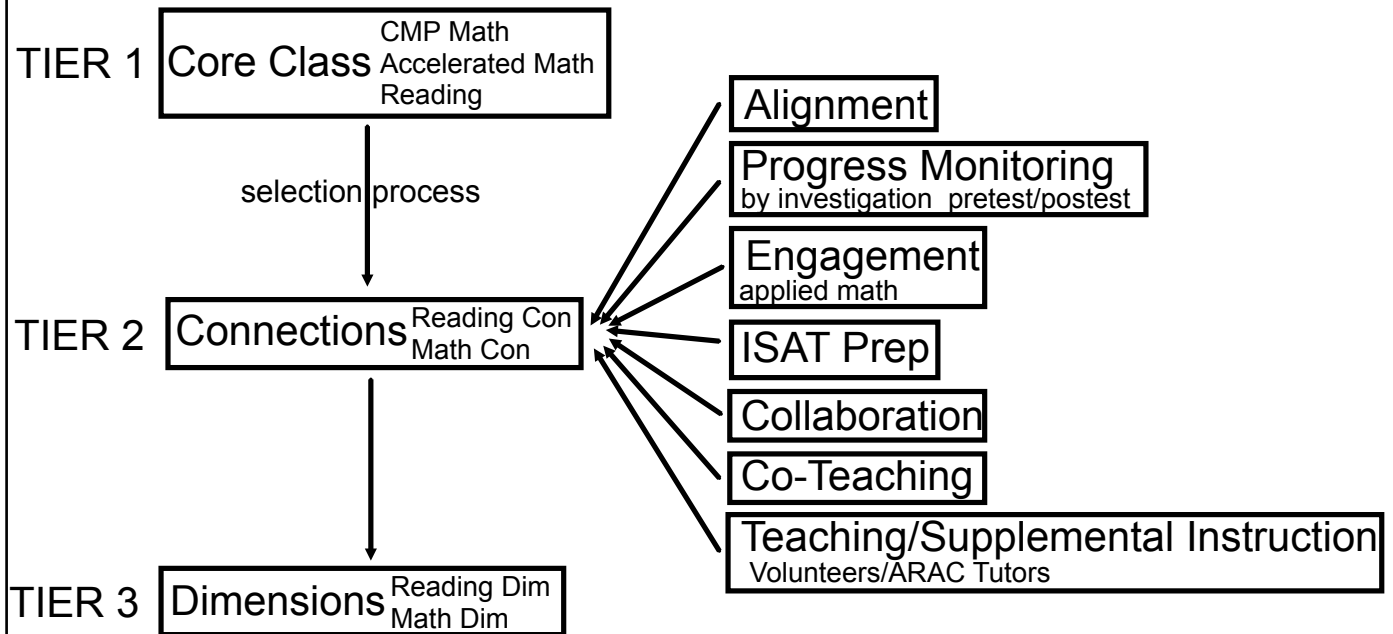 TIER 1
Core Class
CMP Math
Accelerated Math
Reading
selection process
TIER 2
Connections
Reading Con
Math Con
TIER 3
Dimensions
Reading Dim
Math Dim
Alignment
Progress Monitoring
by investigation pretest/postest
Engagement
applied math
ISAT Prep
Collaboration
Co-Teaching
Teaching/Supplemental Instruction
Volunteers/ARAC Tutors